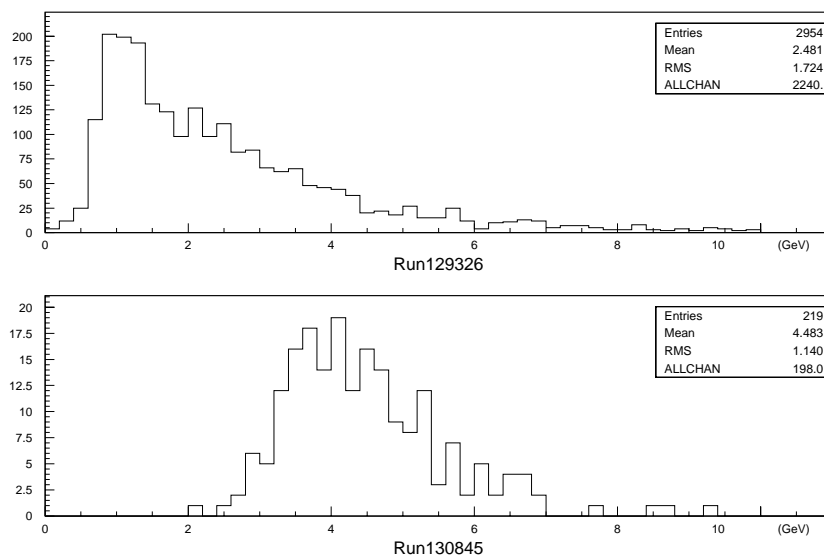 200
175
150
125
100
75
50
25
0
Entries 2954
Mean 2.481
RMS 1.724
ALLCHAN 2240.
0 2 4 6 8 10 (GeV)
Run129326
20
17.5
15
12.5
10
7.5
5
2.5
0
Entries 219
Mean 4.483
RMS 1.140
ALLCHAN 198.0
0 2 4 6 8 10 (GeV)
Run130845